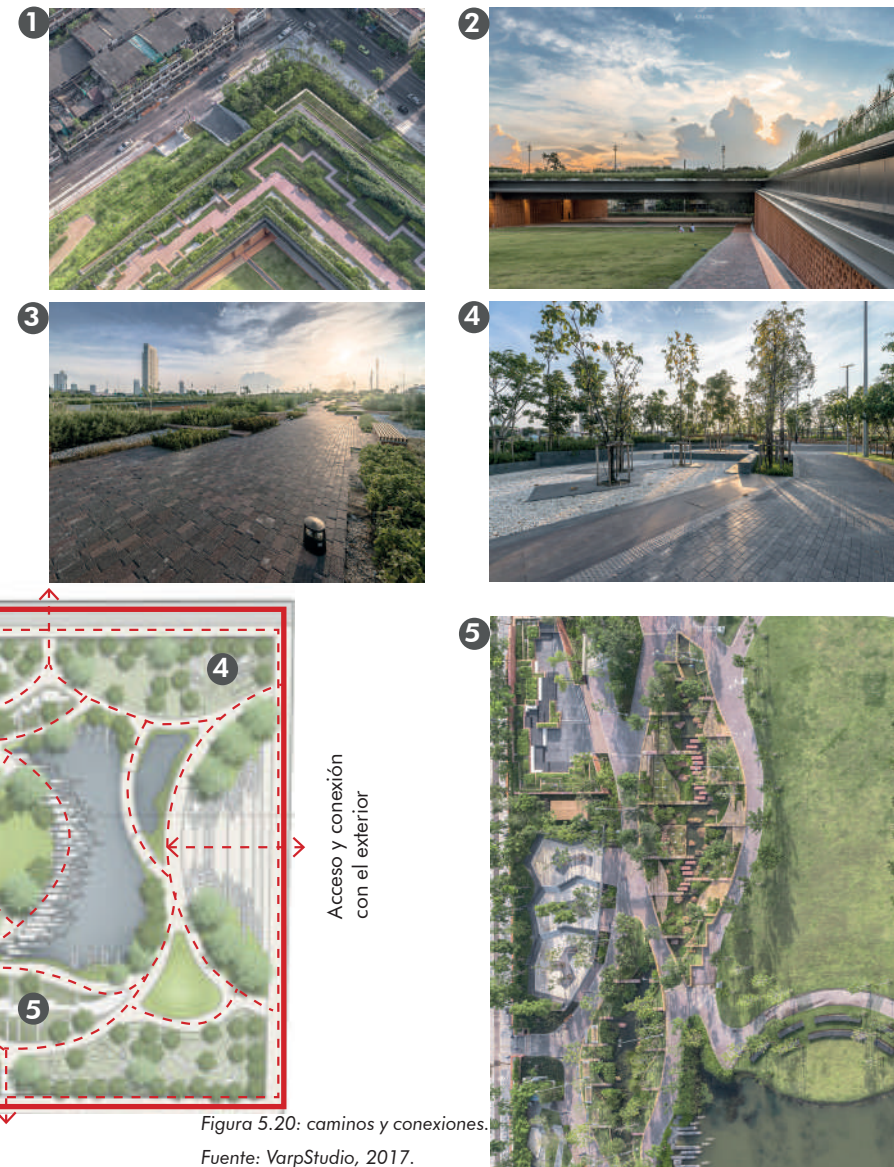 1
2
3
4
4
5
5
Acceso y conexión
con el exterior
Figura 5.20: caminos y conexiones.
Fuente: VarpStudio, 2017.